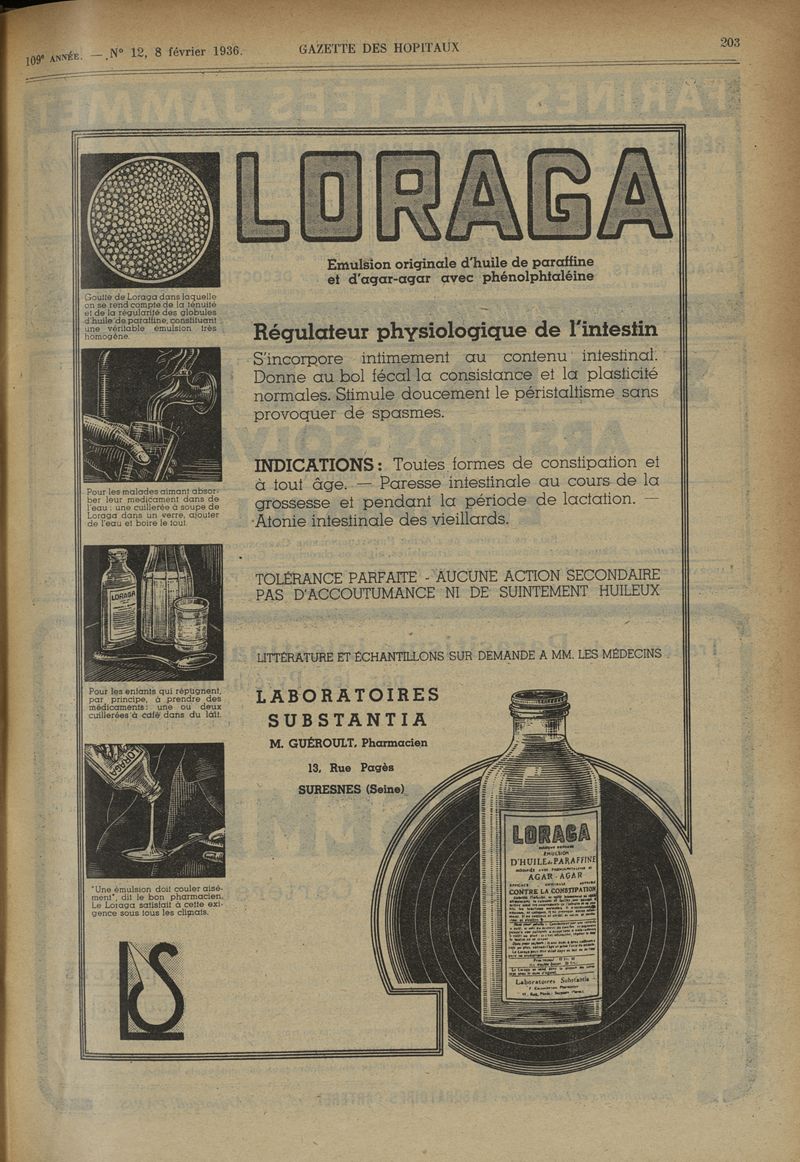 109e ANNÉE. — N° 12, 8 février 1936.
GAZETTE DES HOPITAUX
203
LORAGA
Emulsion originale d'huile de paraffine
et d'agar-agar avec phénolphtaléine
Goutte de Loraga dans laquelle
on se rend compte de la ténuité
et de la régularité des globules
d'huile de paraffine, constituant
une véritable émulsion très
homogène.
Régulateur physiologique de l'intestin
S'incorpore intimement au contenu intestinal.
Donne au bol fécal la consistance et la plasticité
normales. Stimule doucement le péristaltisme sans
provoquer de spasmes.
Pour les malades aimant absor-
ber leur médicament dans de
l'eau : une cuillerée à soupe de
Loraga dans un verre, ajouter
de l'eau et boire le tout.
INDICATIONS : Toutes formes de constipation et
à tout âge. — Paresse intestinale au cours de la
grossesse et pendant la période de lactation. —
Atonie intestinale des vieillards.
LORAGA
TOLÉRANCE PARFAITE - AUCUNE ACTION SECONDAIRE
PAS D'ACCOUTUMANCE NI DE SUINTEMENT HUILEUX
LITTÉRATURE ET ÉCHANTILLONS SUR DEMANDE A MM. LES MÉDECINS
Pour les enfants qui répugnent,
par principe, à prendre des
médicaments : une ou deux
cuillerées à café dans du lait.
LABORATOIRES
SUBSTANTIA
M. GUÉROULT, Pharmacien
13, Rue Pagès
SURESNES (Seine)
LORAGA
"Une émulsion doit couler aisé-
ment", dit le bon pharmacien.
Le Loraga satisfait à cette exi-
gence sous tous les climats.
LS
LORAGA
EMULSION
D'HUILE de PARAFFINE
AGAR-AGAR
CONTRE LA CONSTIPATION
Laboratoires Substantia